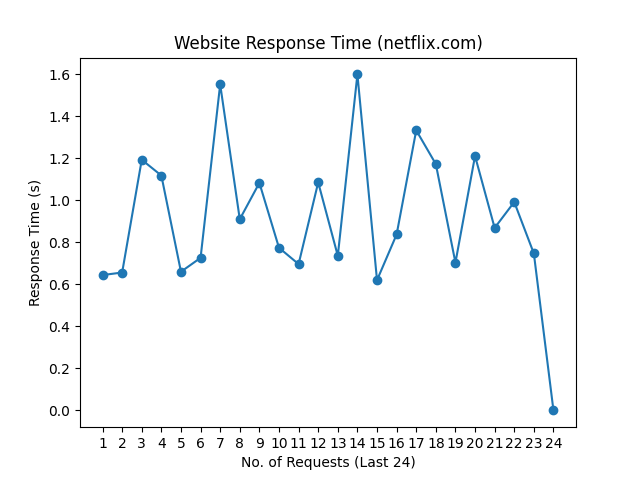 Website Response Time (netflix.com)
Response Time (s)
1.6
1.4
1.2
1.0
0.8
0.6
0.4
0.2
0.0
1 2 3 4 5 6 7 8 9 10 11 12 13 14 15 16 17 18 19 20 21 22 23 24
No. of Requests (Last 24)